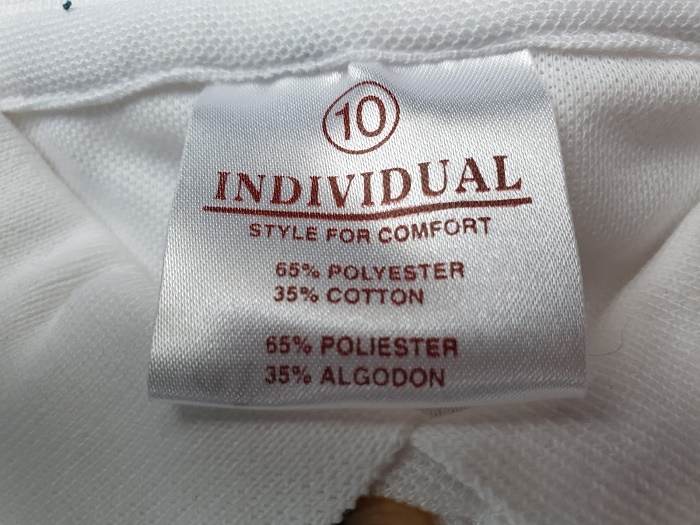 10
INDIVIDUAL
STYLE FOR COMFORT
65% POLYESTER
35% COTTON
65% POLIESTER
35% ALGODON